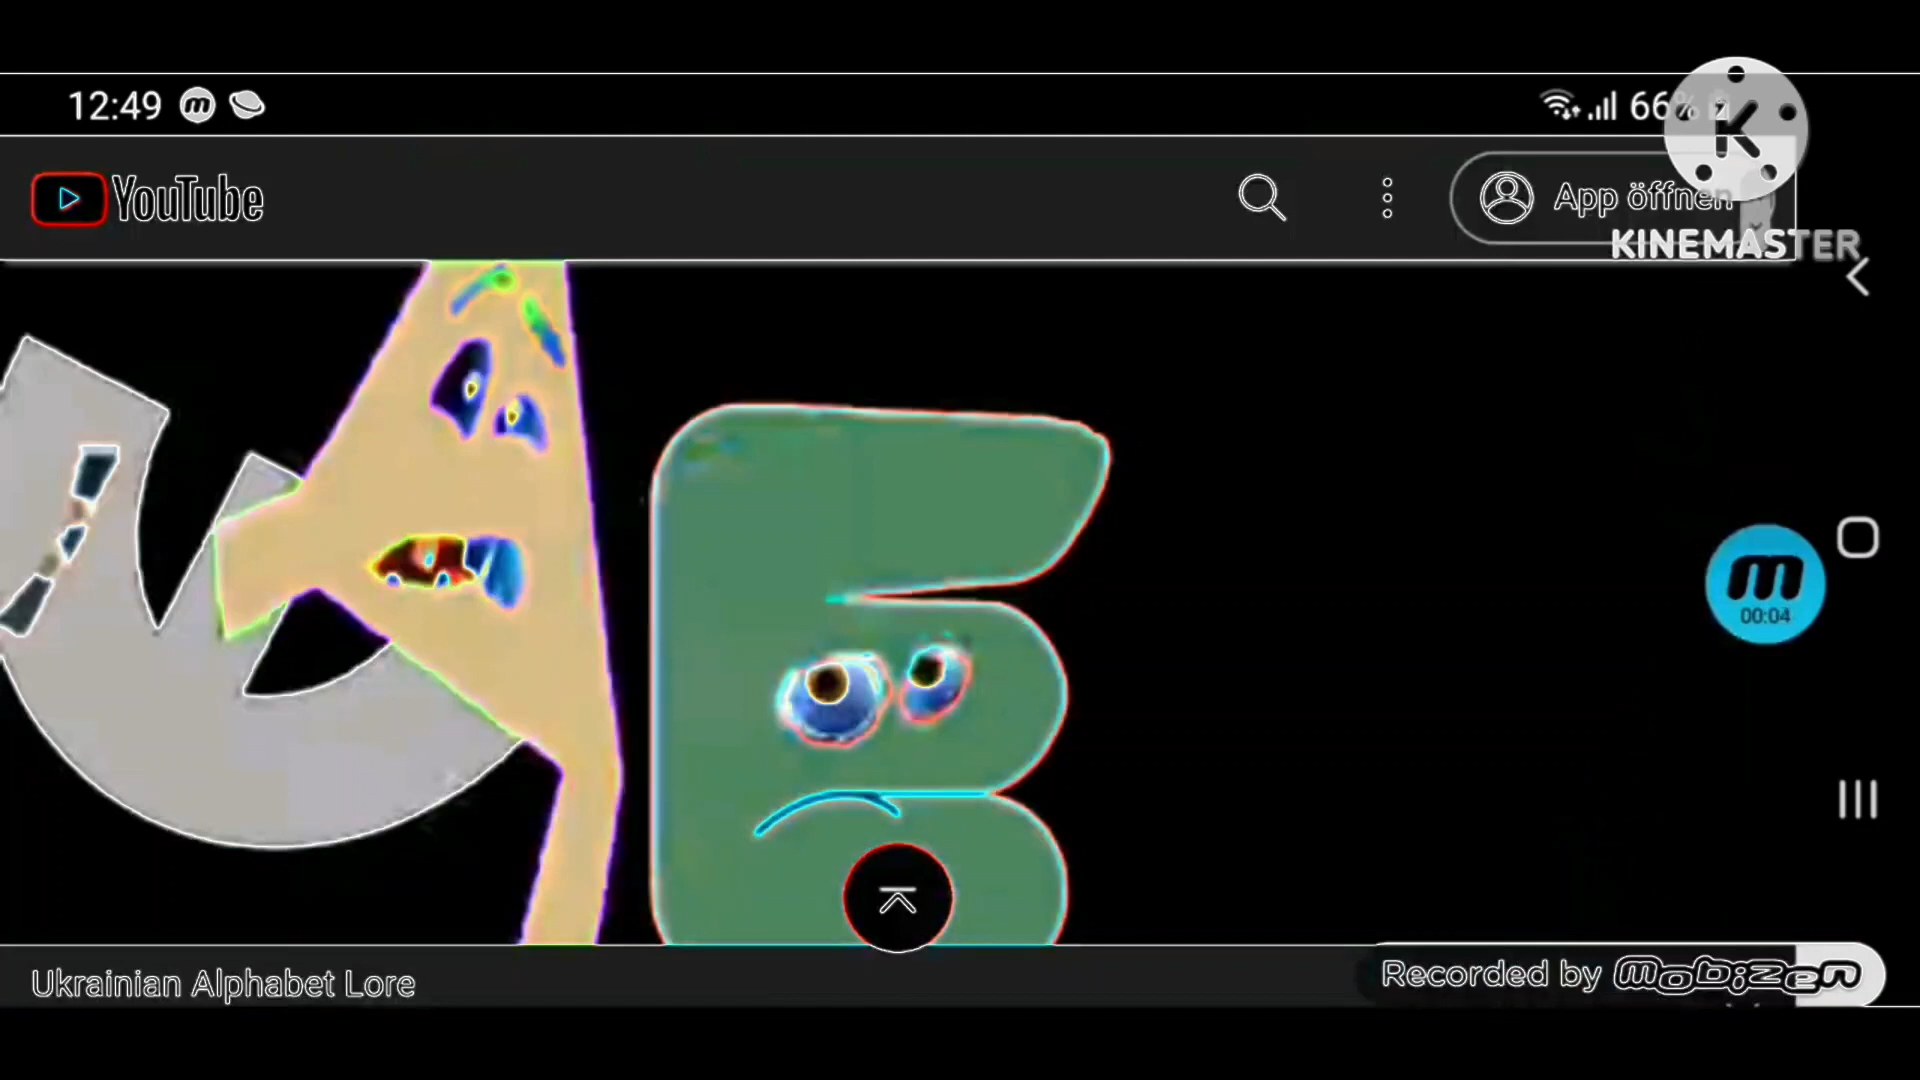 12:49
66%
YouTube
App öffnen
KINEMASTER
00:04
Ukrainian Alphabet Lore
Recorded by mobizen